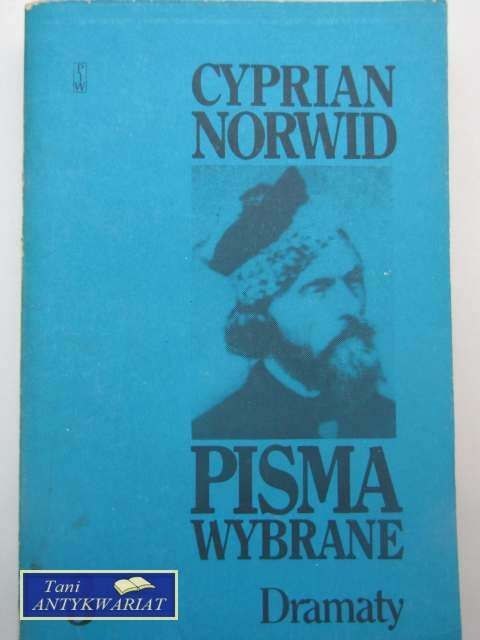 PIW
CYPRIAN
NORWID
PISMA
WYBRANE
Dramaty
Tani
ANTYKWARIAT